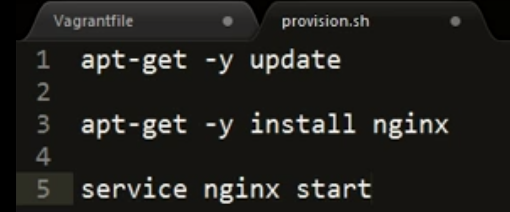 Vagrantfile provision.sh
1 apt-get -y update
2
3 apt-get -y install nginx
4
5 service nginx start